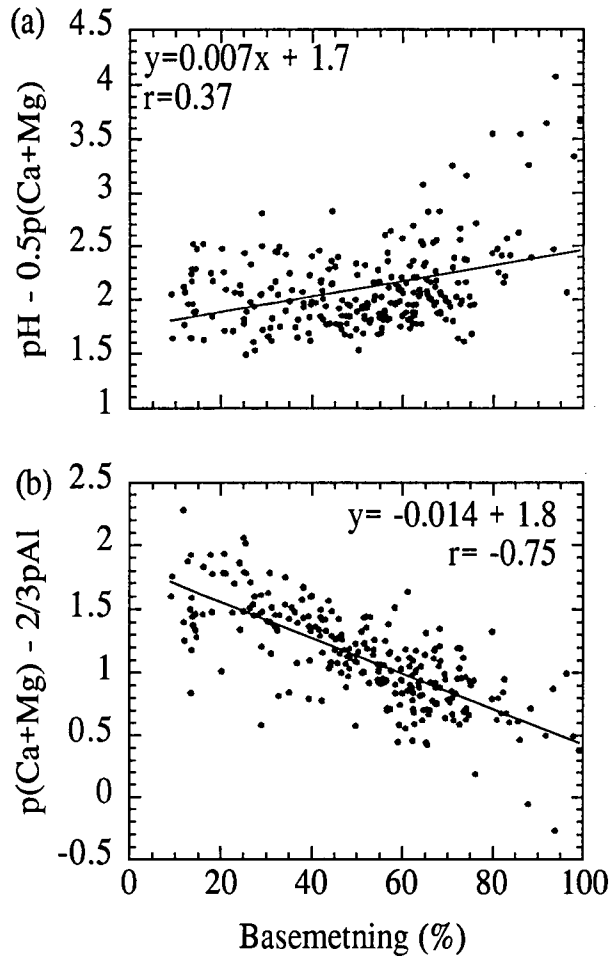 (a)
4.5
4
3.5
3
2.5
2
1.5
1
pH - 0.5p(Ca+Mg)
y=0.007x + 1.7
r=0.37
(b)
2.5
2
1.5
1
0.5
0
-0.5
p(Ca+Mg) - 2/3pAl
y= -0.014 + 1.8
r= -0.75
0 20 40 60 80 100
Basemetning (%)